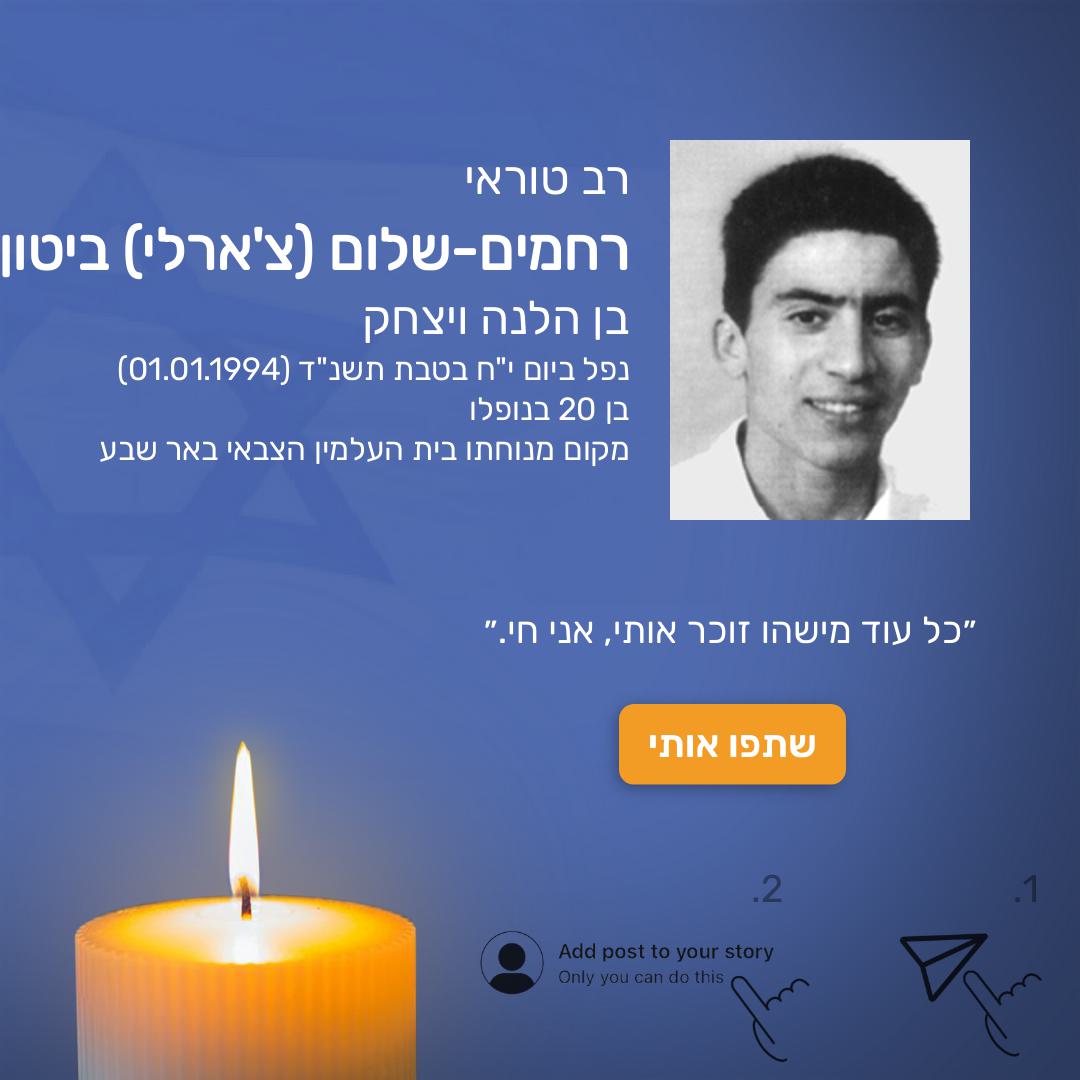 רב טוראי
רחמים-שלום (צ'ארלי) ביטון
בן הלנה ויצחק
נפל ביום י"ח בטבת תשנ"ד (01.01.1994)
בן 20 בנופלו
מקום מנוחתו בית העלמין הצבאי באר שבע
״כל עוד מישהו זוכר אותי, אני חי.״
שתפו אותי
1.
2.
Add post to your story
Only you can do this